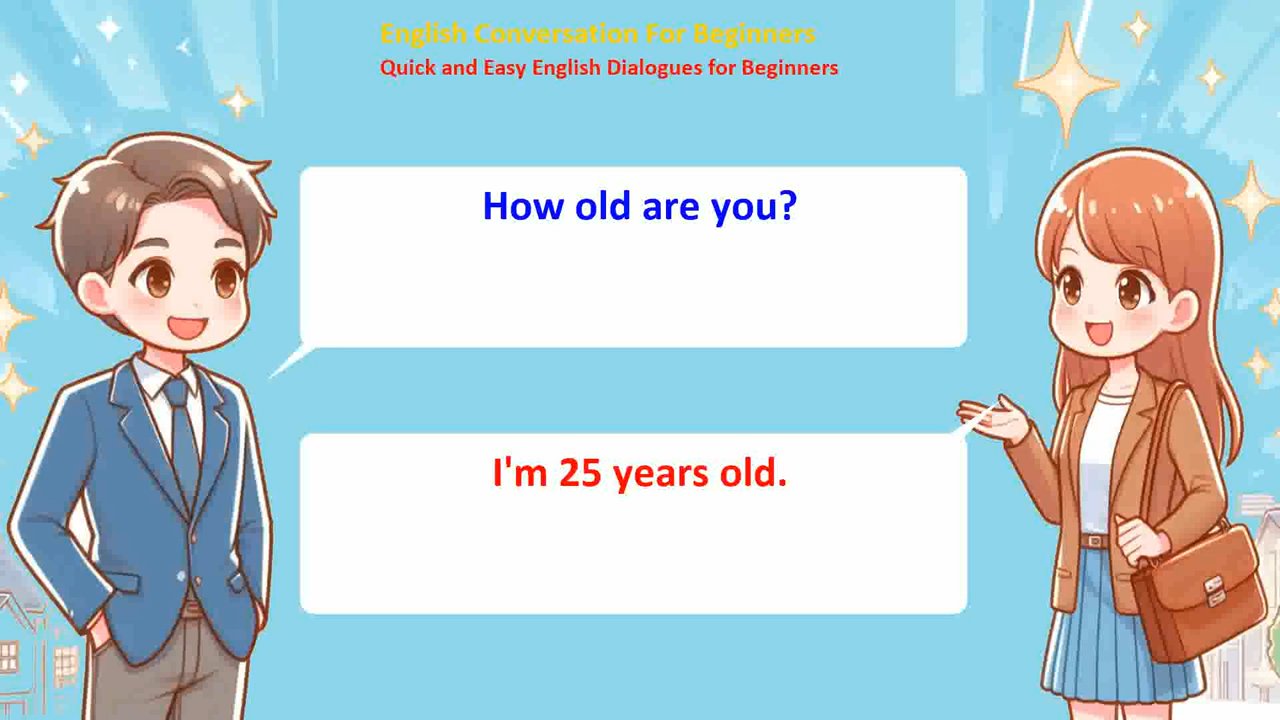 English Conversation For Beginners
Quick and Easy English Dialogues for Beginners
How old are you?
I'm 25 years old.